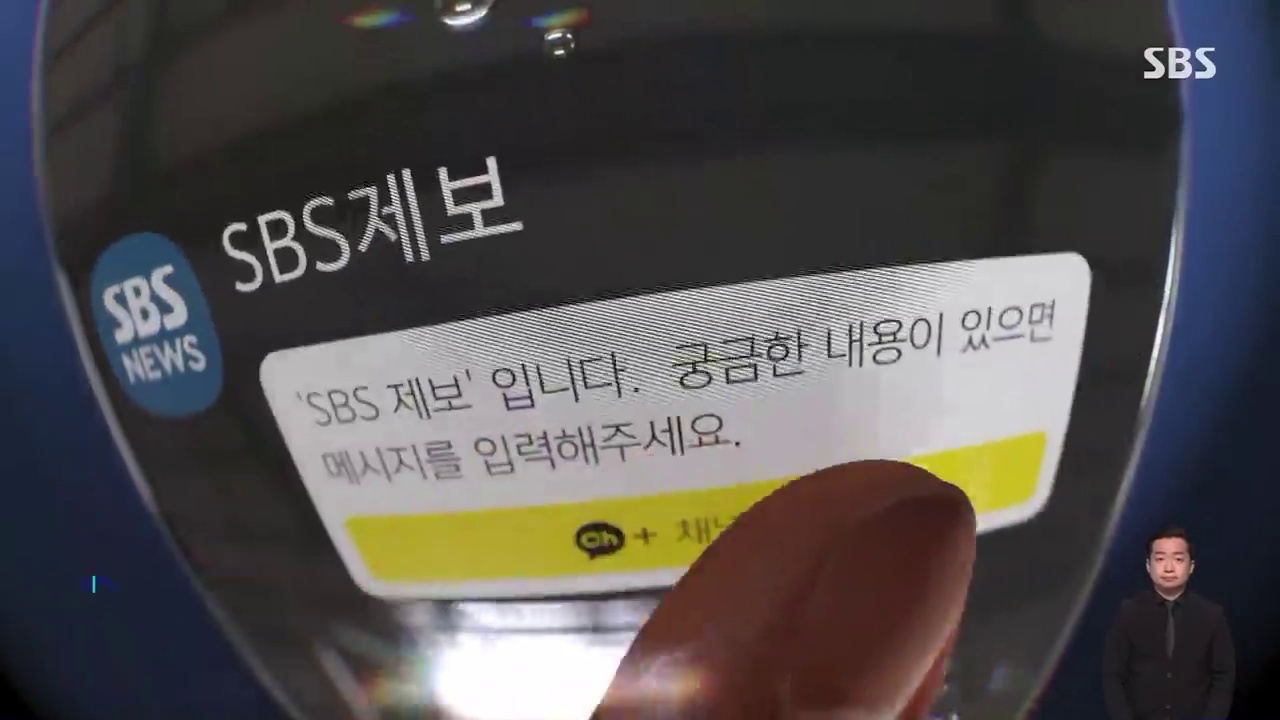 SBS
SBS제보
SBS
NEWS
'SBS 제보' 입니다. 궁금한 내용이 있으면
메시지를 입력해주세요.
Ch +